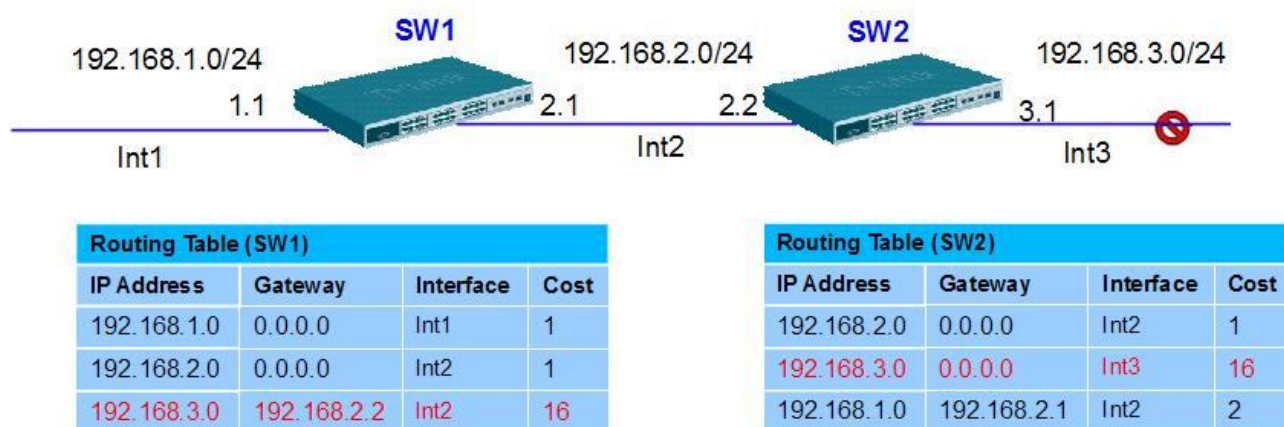 SW1
SW2
192.168.1.0/24
192.168.2.0/24
192.168.3.0/24
1.1
2.1
2.2
3.1
Int1
Int2
Int3
Routing Table (SW1)
IP Address Gateway Interface Cost
192.168.1.0 0.0.0.0 Int1 1
192.168.2.0 0.0.0.0 Int2 1
192.168.3.0 192.168.2.2 Int2 16
Routing Table (SW2)
IP Address Gateway Interface Cost
192.168.2.0 0.0.0.0 Int2 1
192.168.3.0 0.0.0.0 Int3 16
192.168.1.0 192.168.2.1 Int2 2